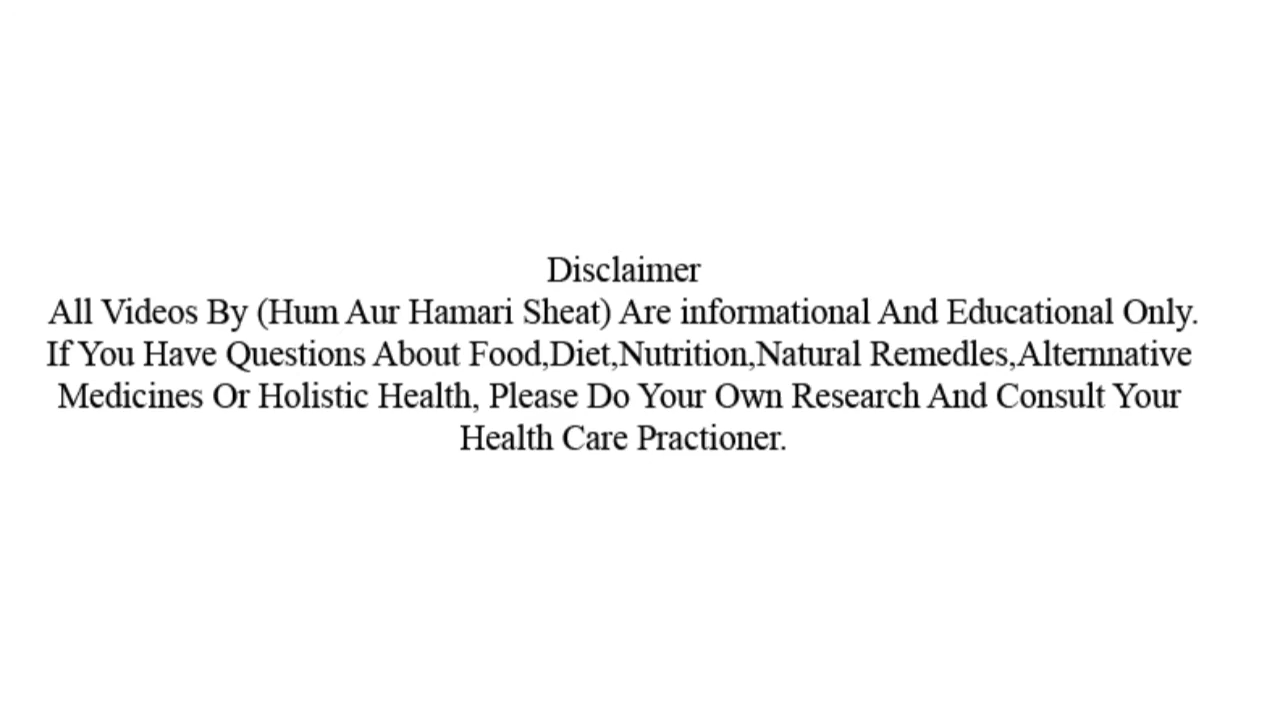 Disclaimer
All Videos By (Hum Aur Hamari Sheat) Are informational And Educational Only.
If You Have Questions About Food,Diet,Nutrition,Natural Remedles,Alternnative
Medicines Or Holistic Health, Please Do Your Own Research And Consult Your
Health Care Practioner.